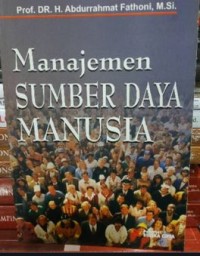 Prof. DR. H. Abdurrahmat Fathoni, M.Si.
Manajemen
SUMBER DAYA
MANUSIA